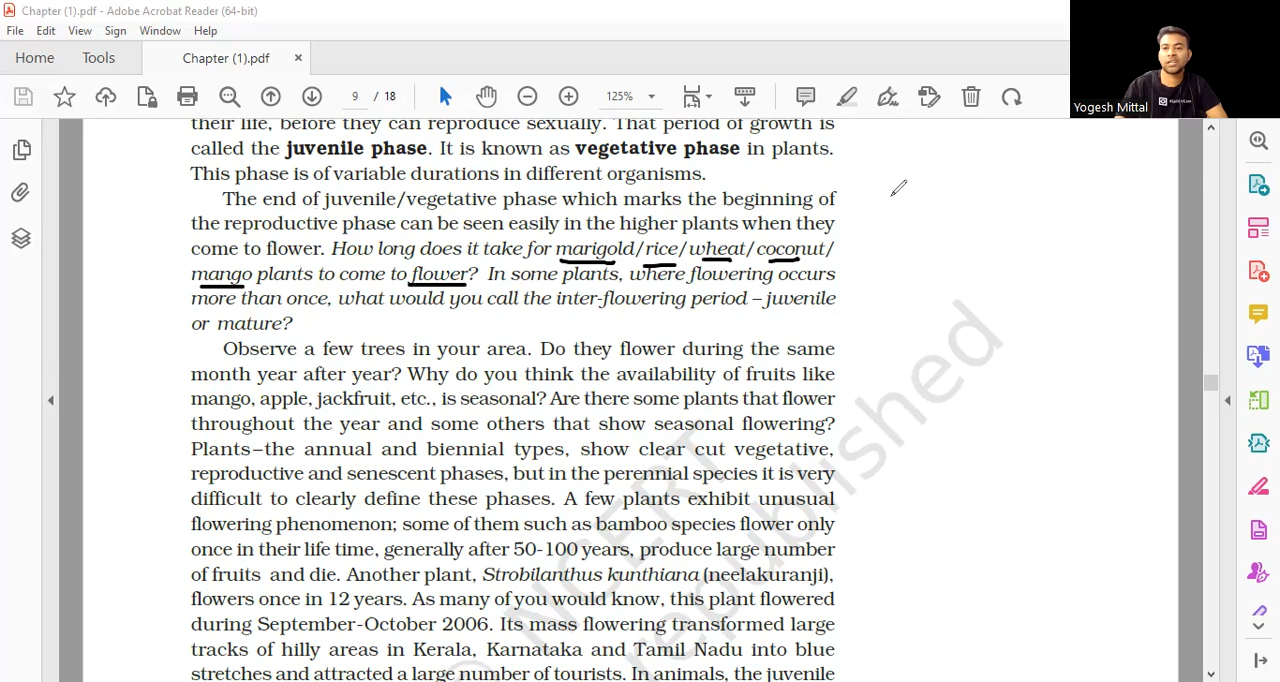 Chapter (1).pdf - Adobe Acrobat Reader (64-bit)
File Edit View Sign Window Help
Home Tools Chapter (1).pdf ×
9 / 18 125%
Yogesh Mittal
their life, before they can reproduce sexually. That period of growth is
called the juvenile phase. It is known as vegetative phase in plants.
This phase is of variable durations in different organisms.
The end of juvenile/vegetative phase which marks the beginning of
the reproductive phase can be seen easily in the higher plants when they
come to flower. How long does it take for marigold/rice/wheat/coconut/
mango plants to come to flower? In some plants, where flowering occurs
more than once, what would you call the inter-flowering period – juvenile
or mature?
Observe a few trees in your area. Do they flower during the same
month year after year? Why do you think the availability of fruits like
mango, apple, jackfruit, etc., is seasonal? Are there some plants that flower
throughout the year and some others that show seasonal flowering?
Plants–the annual and biennial types, show clear cut vegetative,
reproductive and senescent phases, but in the perennial species it is very
difficult to clearly define these phases. A few plants exhibit unusual
flowering phenomenon; some of them such as bamboo species flower only
once in their life time, generally after 50-100 years, produce large number
of fruits and die. Another plant, Strobilanthus kunthiana (neelakuranji),
flowers once in 12 years. As many of you would know, this plant flowered
during September-October 2006. Its mass flowering transformed large
tracks of hilly areas in Kerala, Karnataka and Tamil Nadu into blue
stretches and attracted a large number of tourists. In animals, the juvenile
© NCERT
republished